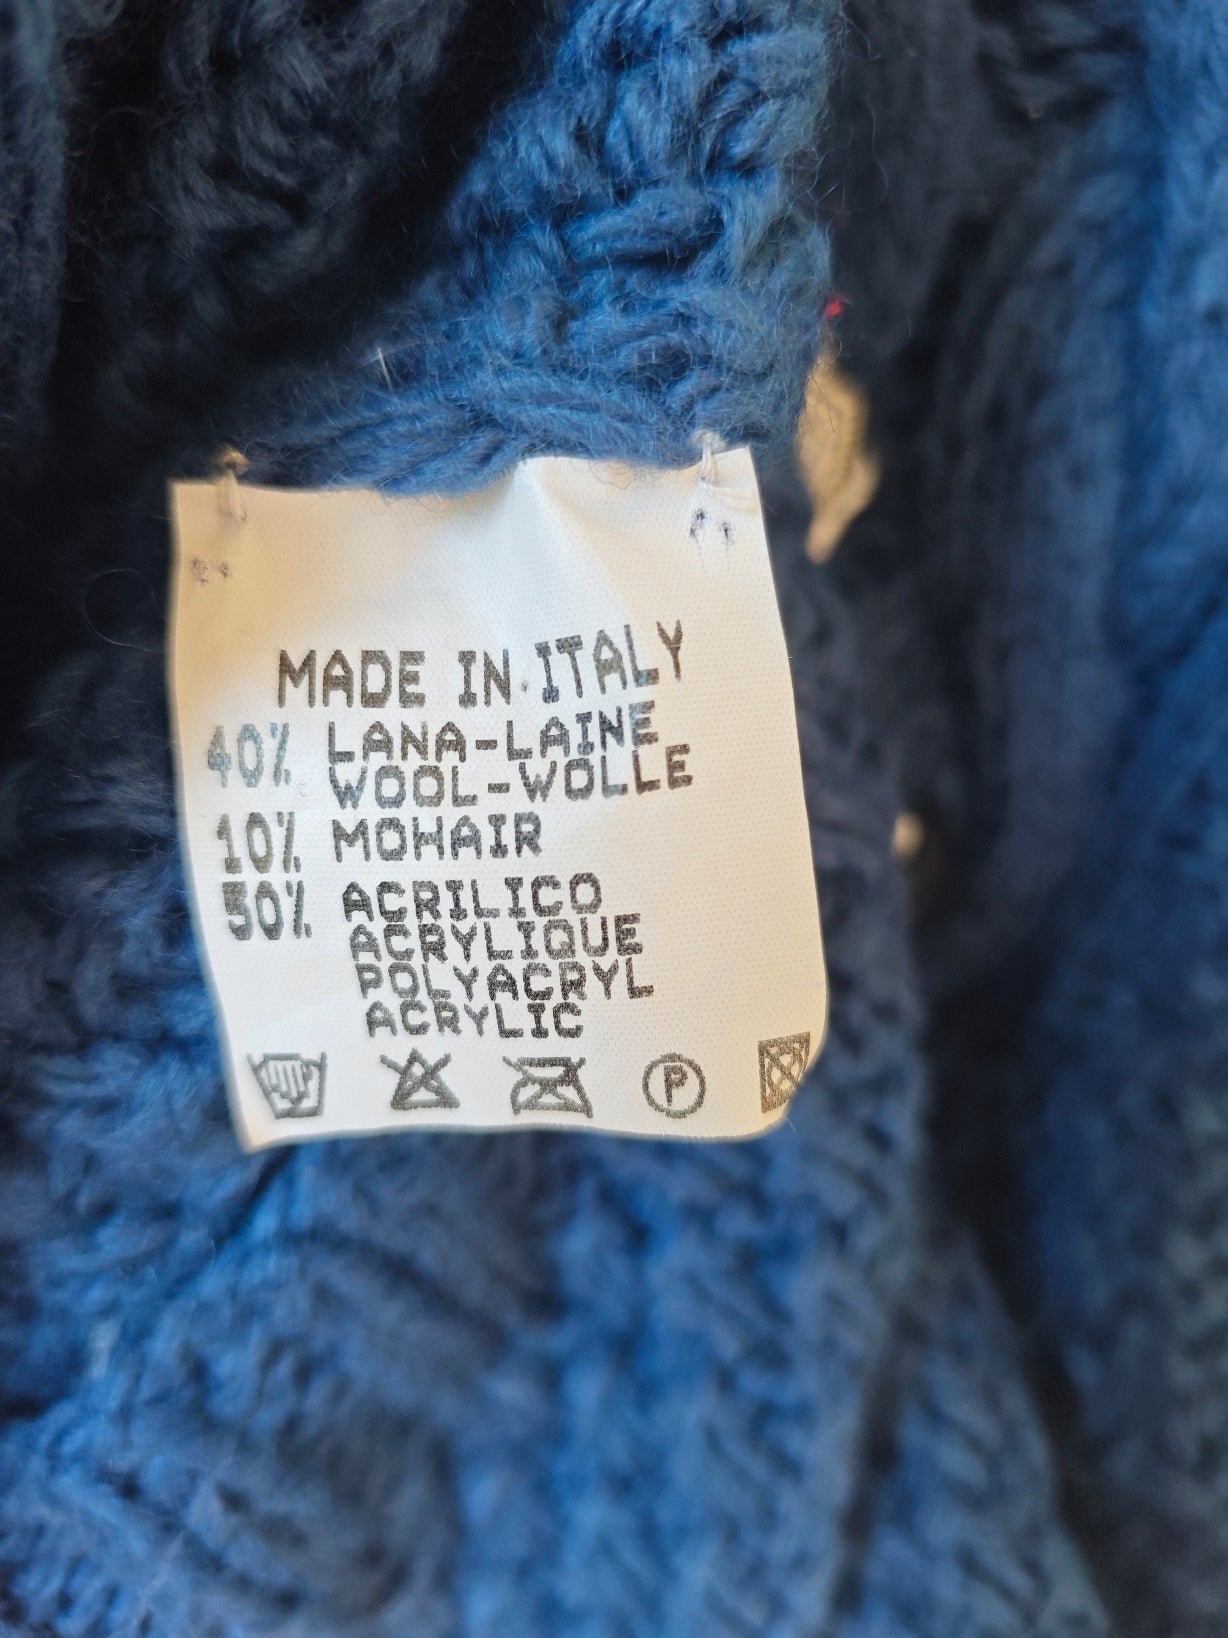 MADE IN ITALY
40% LANA-LAINE
WOOL-WOLLE
10% MOHAIR
50% ACRILICO
ACRYLIQUE
POLYACRYL
ACRYLIC
P